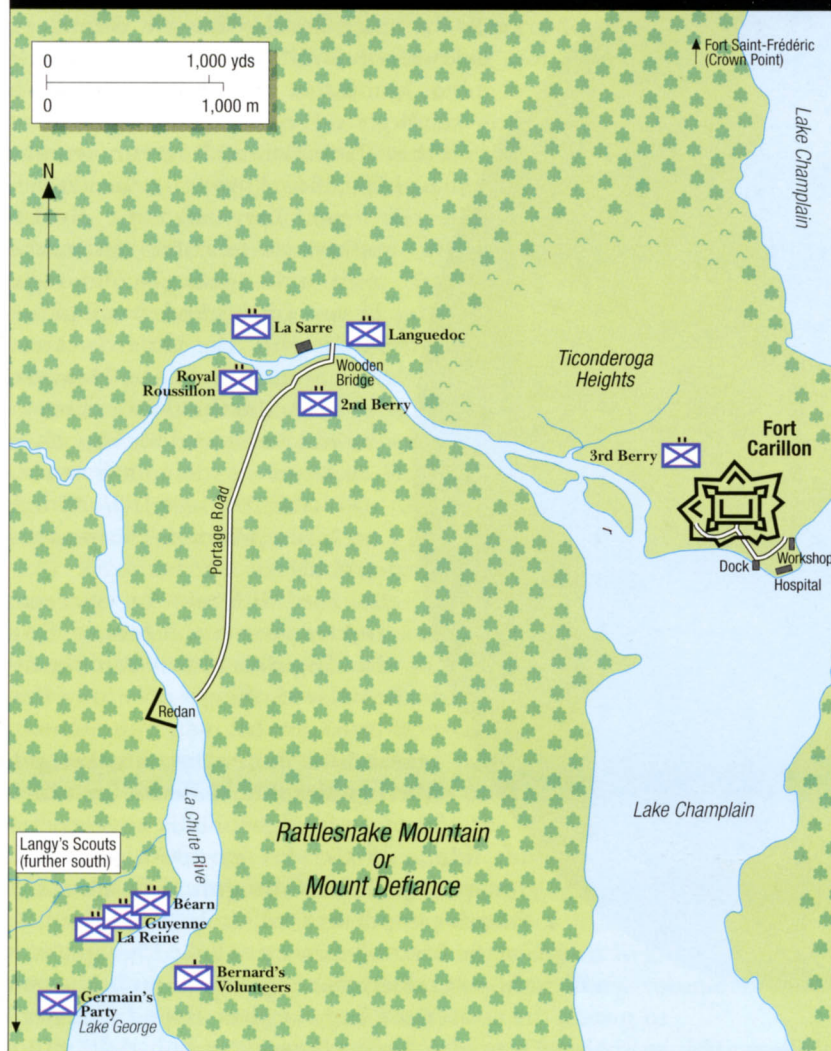 0 1,000 yds
0 1,000 m
Fort Saint-Frédéric
(Crown Point)
Lake Champlain
N
La Sarre
Languedoc
Royal
Roussillon
Wooden
Bridge
2nd Berry
Ticonderoga
Heights
3rd Berry
Fort
Carillon
Portage Road
Dock
Workshop
Hospital
Redan
La Chute Rive
Lake Champlain
Rattlesnake Mountain
or
Mount Defiance
Langy's Scouts
(further south)
Béarn
Guyenne
La Reine
Bernard's
Volunteers
Germain's
Party
Lake George